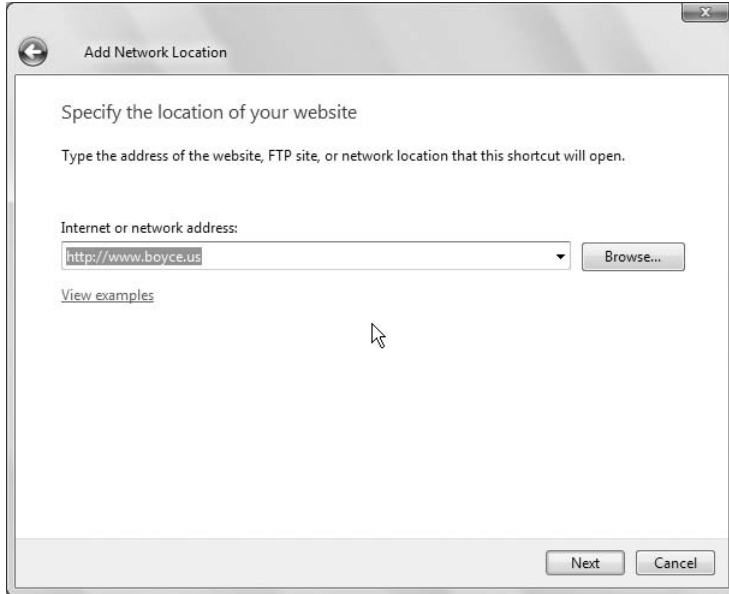 Add Network Location
Specify the location of your website
Type the address of the website, FTP site, or network location that this shortcut will open.
Internet or network address:
http://www.boyce.us
Browse...
View examples
Next
Cancel